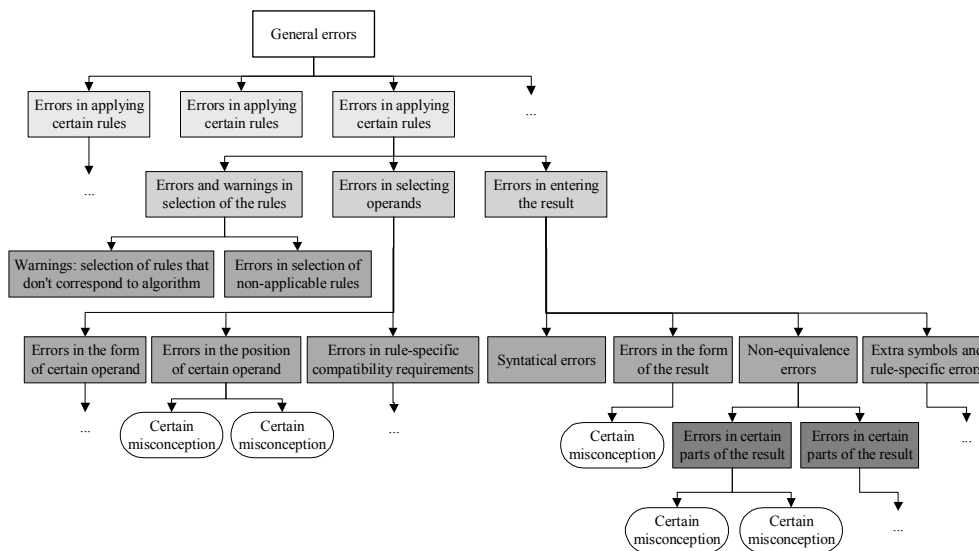 General errors
Errors in applying
certain rules
Errors in applying
certain rules
Errors in applying
certain rules
...
...
Errors and warnings in
selection of the rules
Errors in selecting
operands
Errors in entering
the result
Warnings: selection of rules that
don't correspond to algorithm
Errors in selection of
non-applicable rules
Errors in the form
of certain operand
Errors in the position
of certain operand
Errors in rule-specific
compatibility requirements
Syntatical errors
Errors in the form
of the result
Non-equivalence
errors
Extra symbols and
rule-specific errors
...
Certain
misconception
Certain
misconception
...
Certain
misconception
Errors in certain
parts of the result
Errors in certain
parts of the result
...
Certain
misconception
Certain
misconception
...